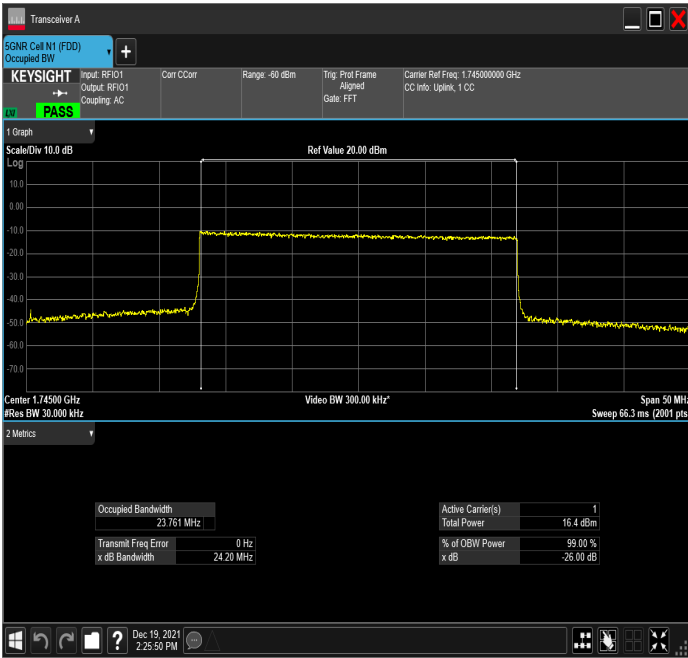 Transceiver A
5GNR Cell N1 (FDD)
Occupied BW
+
KEYSIGHT
PASS
Input: RFIO1
Output: RFIO1
Coupling: AC
Corr CCorr
Range: -60 dBm
Trig: Prot Frame
Aligned
Gate: FFT
Carrier Ref Freq: 1.745000000 GHz
CC Info: Uplink, 1 CC
1 Graph
Scale/Div 10.0 dB
Ref Value 20.00 dBm
Log
10.0
0.00
-10.0
-20.0
-30.0
-40.0
-50.0
-60.0
-70.0
Center 1.74500 GHz
Video BW 300.00 kHz*
Span 50 MHz
#Res BW 30.000 kHz
Sweep 66.3 ms (2001 pts
2 Metrics
Occupied Bandwidth
23.761 MHz
Transmit Freq Error 0 Hz
x dB Bandwidth 24.20 MHz
Active Carrier(s) 1
Total Power 16.4 dBm
% of OBW Power 99.00 %
x dB -26.00 dB
?
Dec 19, 2021
2:25:50 PM